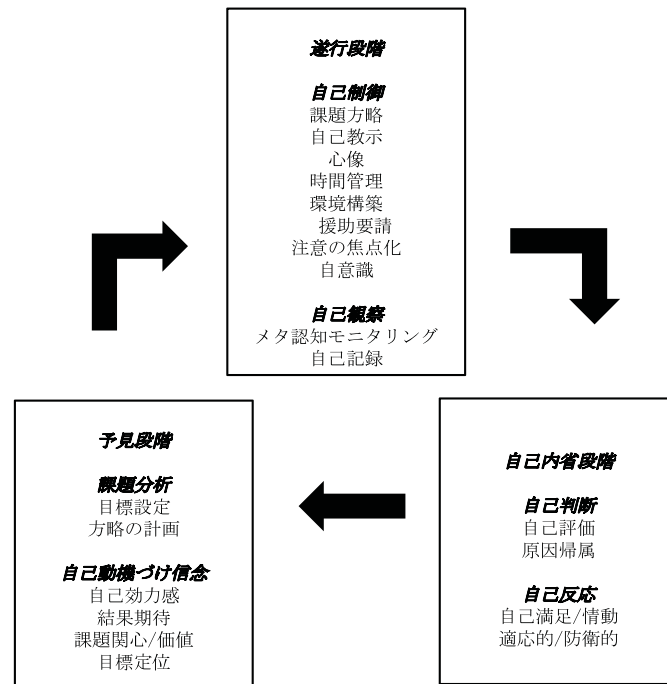 遂行段階
自己制御
課題方略
自己教示
心像
時間管理
環境構築
援助要請
注意の焦点化
自意識
自己観察
メタ認知モニタリング
自己記録
予見段階
課題分析
目標設定
方略の計画
自己動機づけ信念
自己効力感
結果期待
課題関心/価値
目標定位
自己内省段階
自己判断
自己評価
原因帰属
自己反応
自己満足/情動
適応的/防衛的